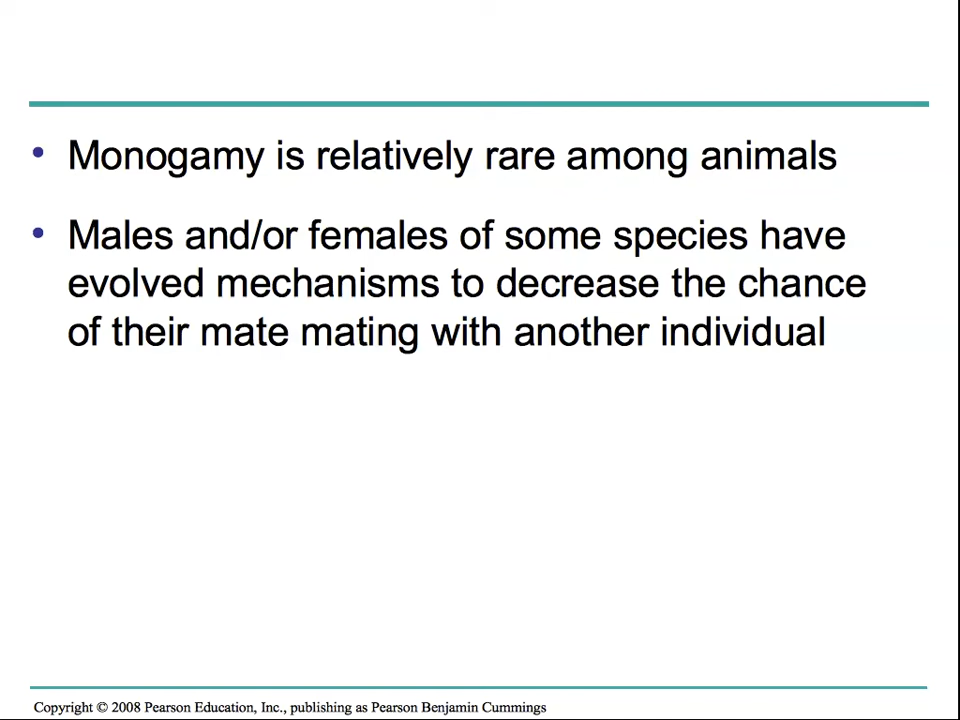 • Monogamy is relatively rare among animals
• Males and/or females of some species have
evolved mechanisms to decrease the chance
of their mate mating with another individual
Copyright © 2008 Pearson Education, Inc., publishing as Pearson Benjamin Cummings